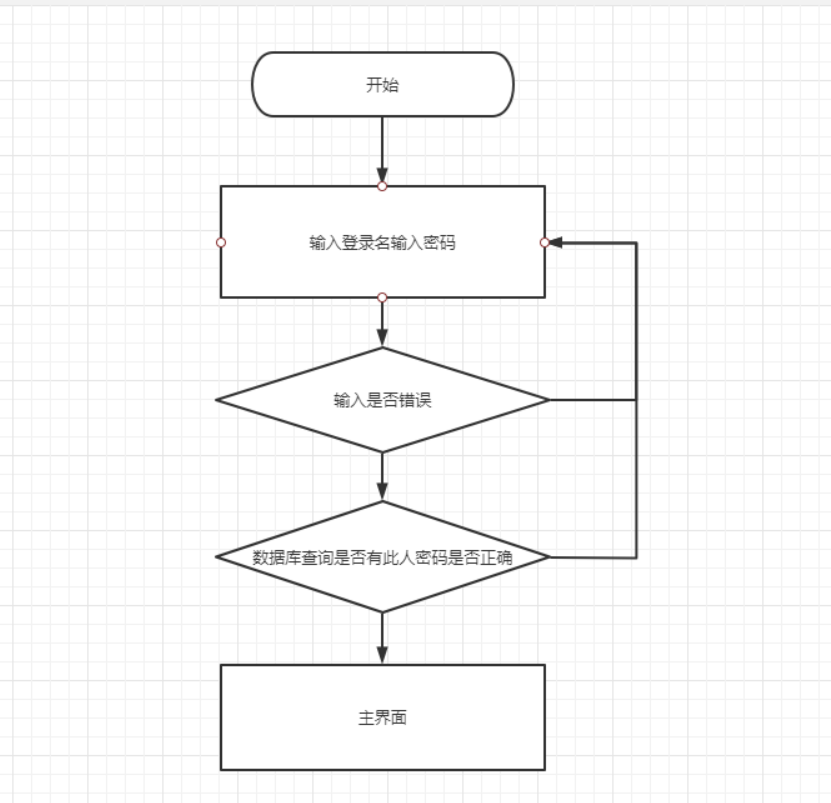 开始
输入登录名输入密码
输入是否错误
数据库查询是否有此人密码是否正确
主界面